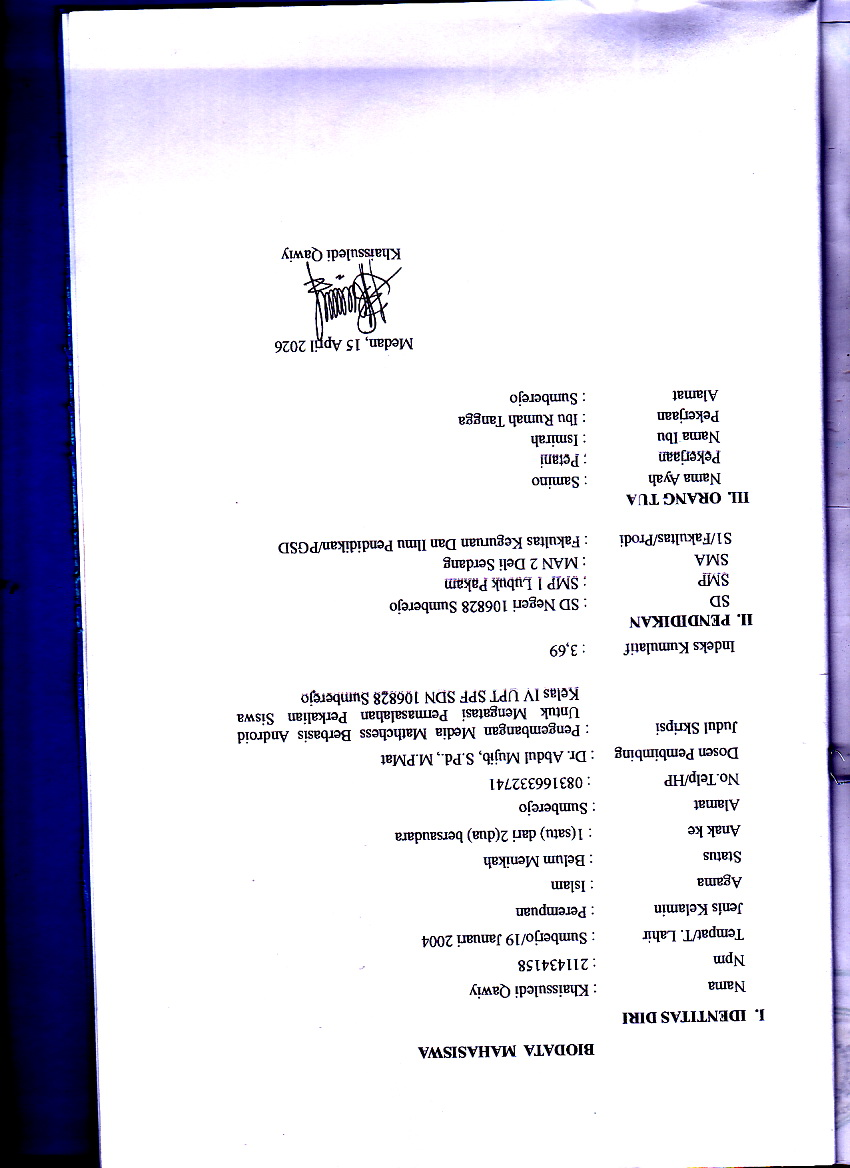 BIODATA MAHASISWA
I. IDENTITAS DIRI
Nama : Khaissuledi Qawiy
Npm : 211434158
Tempat/T. Lahir : Sumberjo/19 Januari 2004
Jenis Kelamin : Perempuan
Agama : Islam
Status : Belum Menikah
Anak ke : 1(satu) dari 2(dua) bersaudara
Alamat : Sumberejo
No.Telp/HP : 083166332741
Dosen Pembimbing : Dr. Abdul Mujib, S.Pd., M.PMat
Judul Skripsi : Pengembangan Media Mathchess Berbasis Android
Untuk Mengatasi Permasalahan Perkalian Siswa
Kelas IV UPT SPF SDN 106828 Sumberejo
Indeks Kumulatif : 3,69
II. PENDIDIKAN
SD : SD Negeri 106828 Sumberejo
SMP : SMP 1 Lubuk Pakam
SMA : MAN 2 Deli Serdang
S1/Fakultas/Prodi : Fakultas Keguruan Dan Ilmu Pendidikan/PGSD
III. ORANG TUA
Nama Ayah : Samino
Pekerjaan : Petani
Nama Ibu : Ismirah
Pekerjaan : Ibu Rumah Tangga
Alamat : Sumberejo
Medan, 15 April 2026
Khaissuledi Qawiy